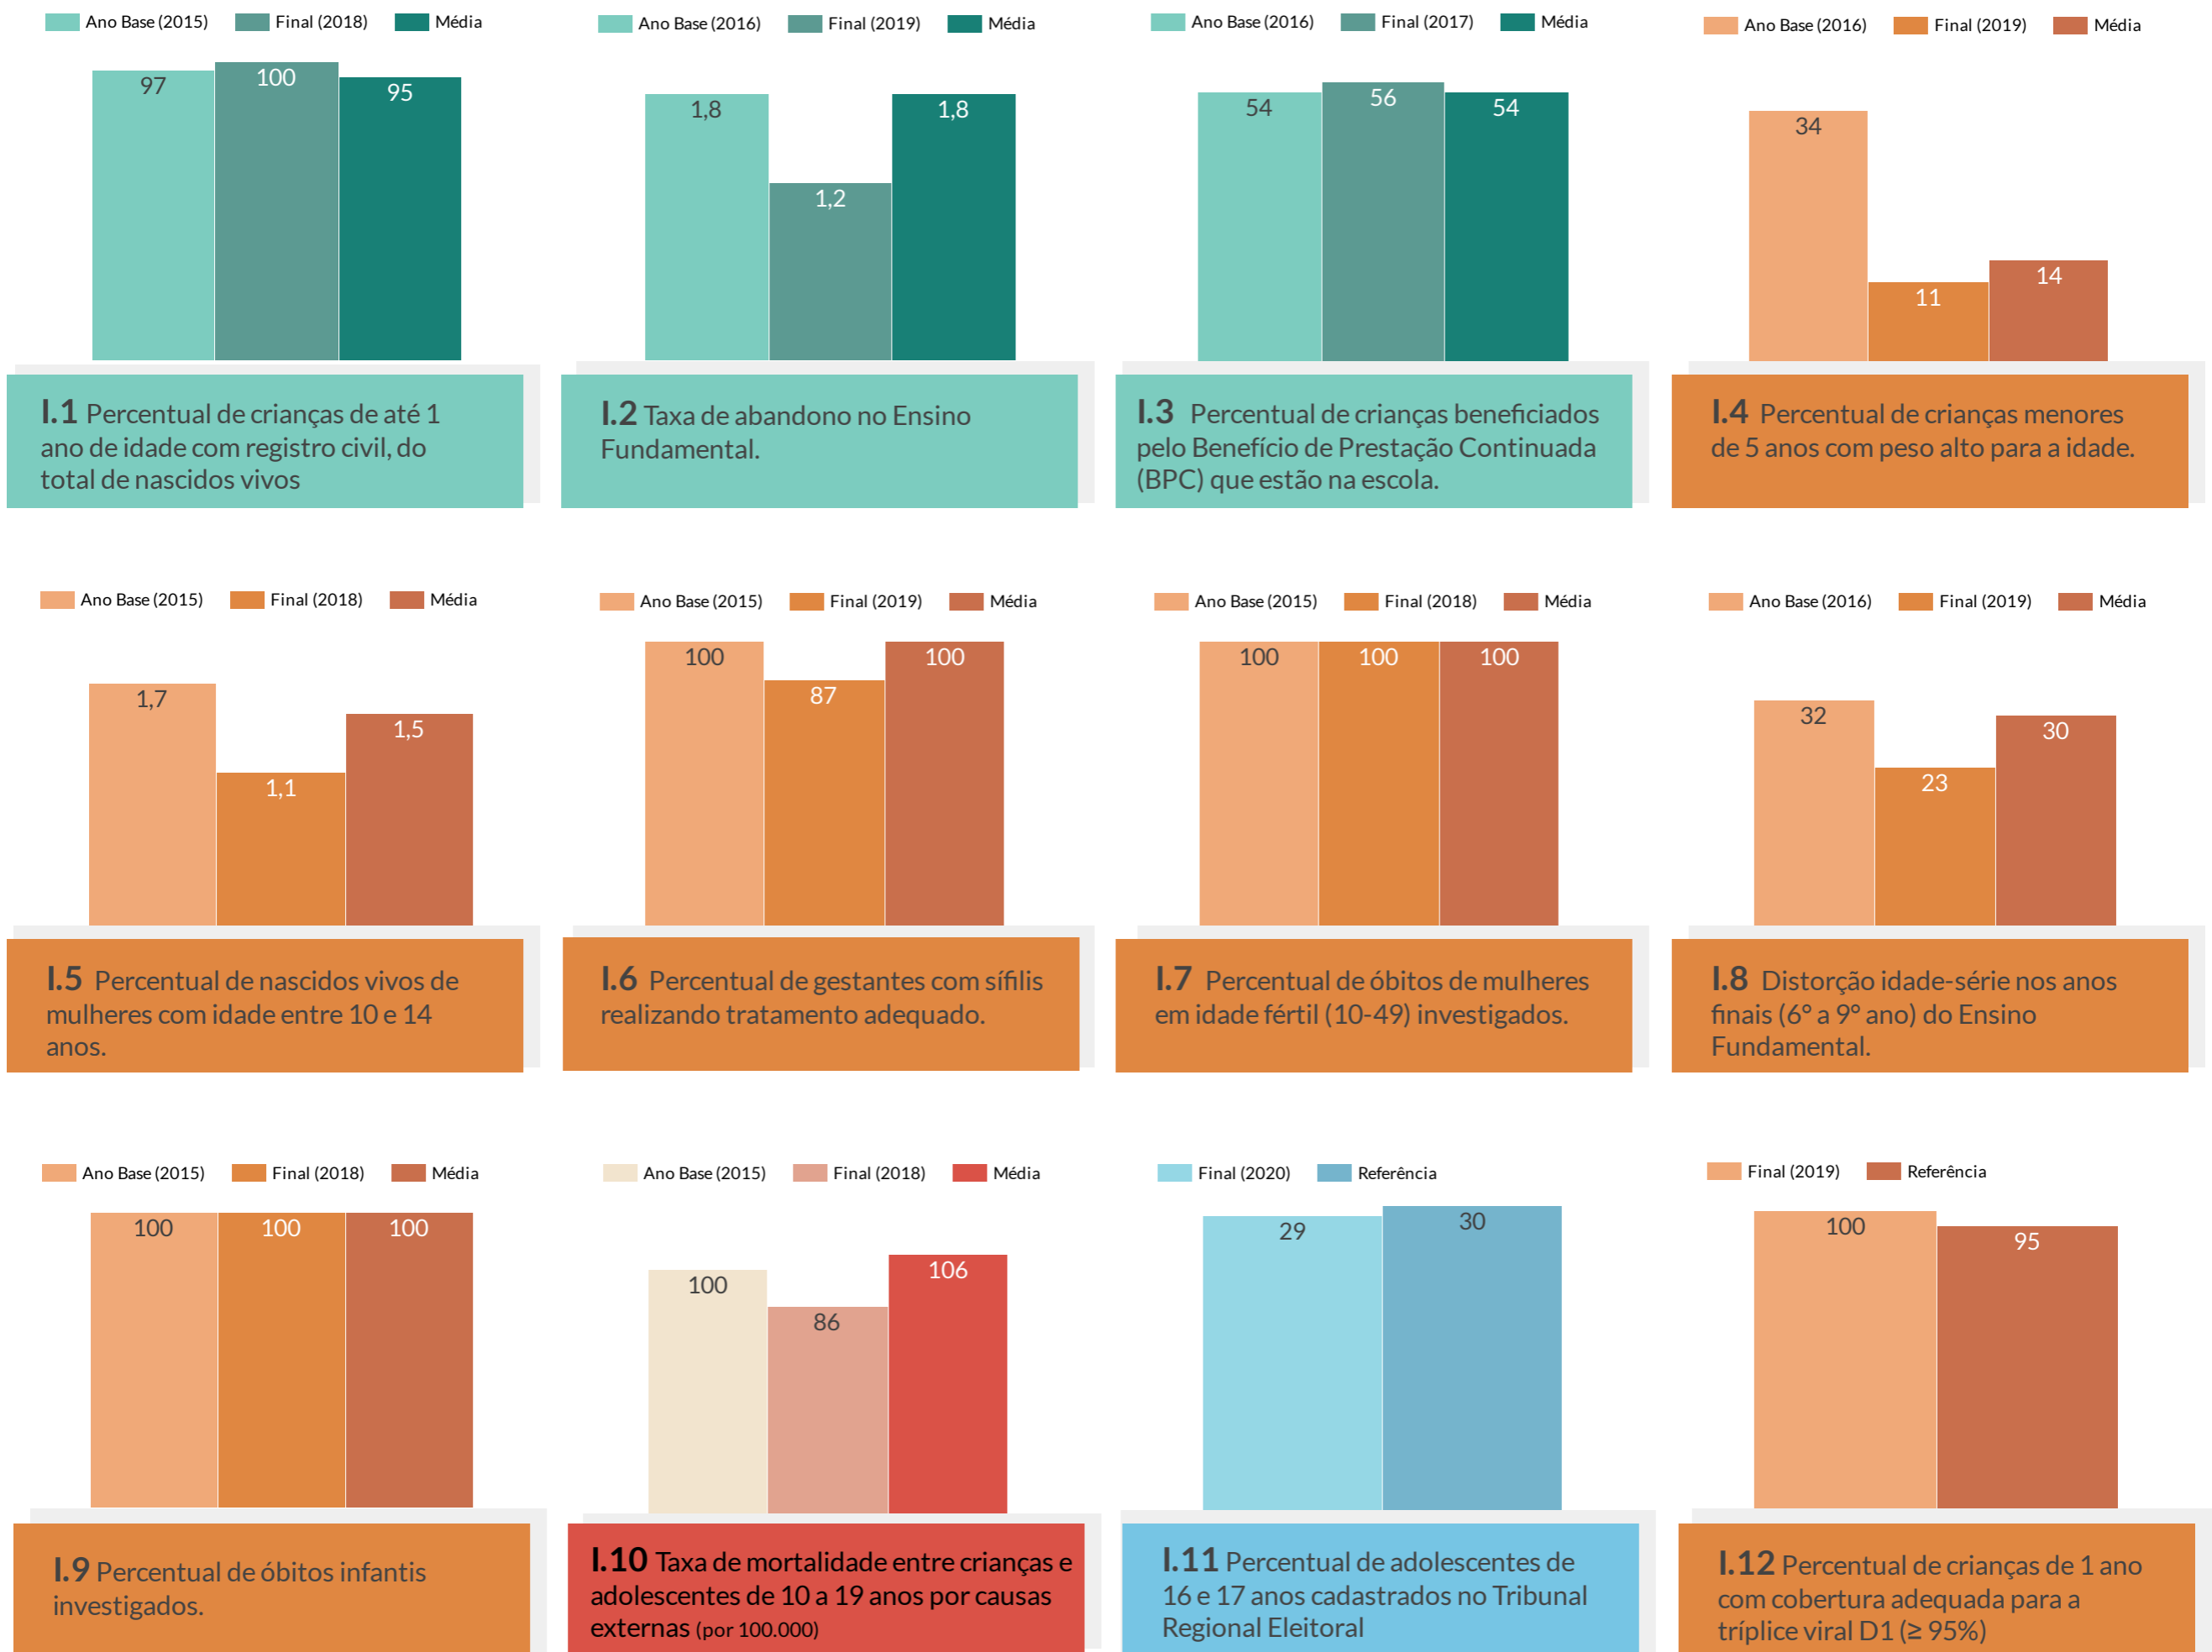 Ano Base (2015) Final (2018) Média
97
100
95
I.1 Percentual de crianças de até 1
ano de idade com registro civil, do
total de nascidos vivos
Ano Base (2016) Final (2019) Média
1,8
1,2
1,8
I.2 Taxa de abandono no Ensino
Fundamental.
Ano Base (2016) Final (2017) Média
54
56
54
I.3 Percentual de crianças beneficiados
pelo Benefício de Prestação Continuada
(BPC) que estão na escola.
Ano Base (2016) Final (2019) Média
34
11
14
I.4 Percentual de crianças menores
de 5 anos com peso alto para a idade.
Ano Base (2015) Final (2018) Média
1,7
1,1
1,5
I.5 Percentual de nascidos vivos de
mulheres com idade entre 10 e 14
anos.
Ano Base (2015) Final (2019) Média
100
87
100
I.6 Percentual de gestantes com sífilis
realizando tratamento adequado.
Ano Base (2015) Final (2018) Média
100
100
100
I.7 Percentual de óbitos de mulheres
em idade fértil (10-49) investigados.
Ano Base (2016) Final (2019) Média
32
23
30
I.8 Distorção idade-série nos anos
finais (6º a 9º ano) do Ensino
Fundamental.
Ano Base (2015) Final (2018) Média
100
100
100
I.9 Percentual de óbitos infantis
investigados.
Ano Base (2015) Final (2018) Média
100
86
106
I.10 Taxa de mortalidade entre crianças e
adolescentes de 10 a 19 anos por causas
externas (por 100.000)
Final (2020) Referência
29
30
I.11 Percentual de adolescentes de
16 e 17 anos cadastrados no Tribunal
Regional Eleitoral
Final (2019) Referência
100
95
I.12 Percentual de crianças de 1 ano
com cobertura adequada para a
tríplice viral D1 (≥ 95%)